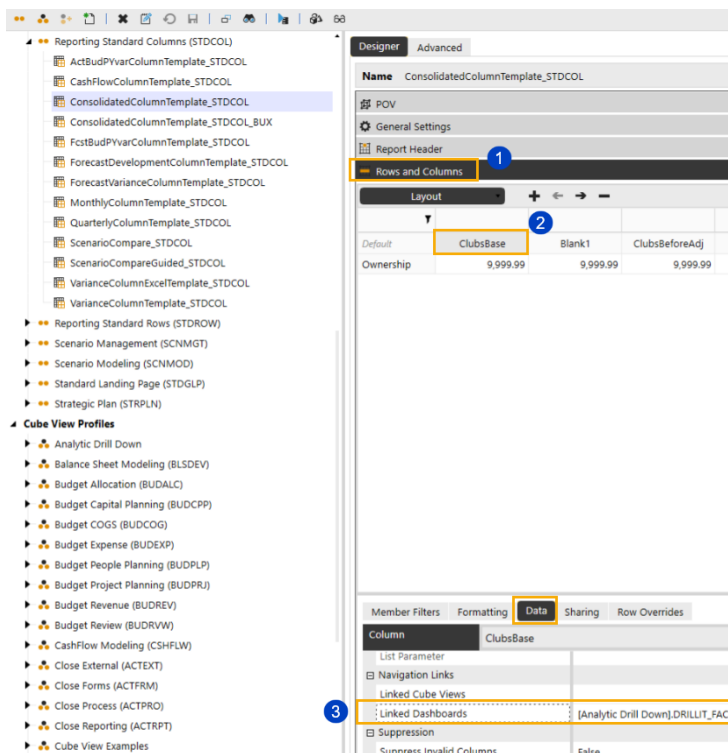 Reporting Standard Columns (STDCOL)
ActBudPYvarColumnTemplate_STDCOL
CashFlowColumnTemplate_STDCOL
ConsolidatedColumnTemplate_STDCOL
ConsolidatedColumnTemplate_STDCOL_BUX
FcstBudPYvarColumnTemplate_STDCOL
ForecastDevelopmentColumnTemplate_STDCOL
ForecastVarianceColumnTemplate_STDCOL
MonthlyColumnTemplate_STDCOL
QuarterlyColumnTemplate_STDCOL
ScenarioCompare_STDCOL
ScenarioCompareGuided_STDCOL
VarianceColumnExcelTemplate_STDCOL
VarianceColumnTemplate_STDCOL
Reporting Standard Rows (STDROW)
Scenario Management (SCNMGT)
Scenario Modeling (SCNMOD)
Standard Landing Page (STDGLP)
Strategic Plan (STRPLN)
Cube View Profiles
Analytic Drill Down
Balance Sheet Modeling (BLSDEV)
Budget Allocation (BUDALC)
Budget Capital Planning (BUDCPP)
Budget COGS (BUDCOG)
Budget Expense (BUDEXP)
Budget People Planning (BUDPLP)
Budget Project Planning (BUDPRJ)
Budget Revenue (BUDREV)
Budget Review (BUDRVW)
CashFlow Modeling (CSHFLW)
Close External (ACTEXT)
Close Forms (ACTFRM)
Close Process (ACTPRO)
Close Reporting (ACTRPT)
Cube View Examples
Designer Advanced
Name ConsolidatedColumnTemplate_STDCOL
POV
General Settings
Report Header
1
Rows and Columns
Layout
2
Default ClubsBase Blank1 ClubsBeforeAdj
Ownership 9,999.99 9,999.99 9,999.99
Member Filters Formatting Data Sharing Row Overrides
Column ClubsBase
List Parameter
Navigation Links
Linked Cube Views
3 Linked Dashboards [Analytic Drill Down].DRILLIT_FAC
Suppression
Suppress Invalid Columns False